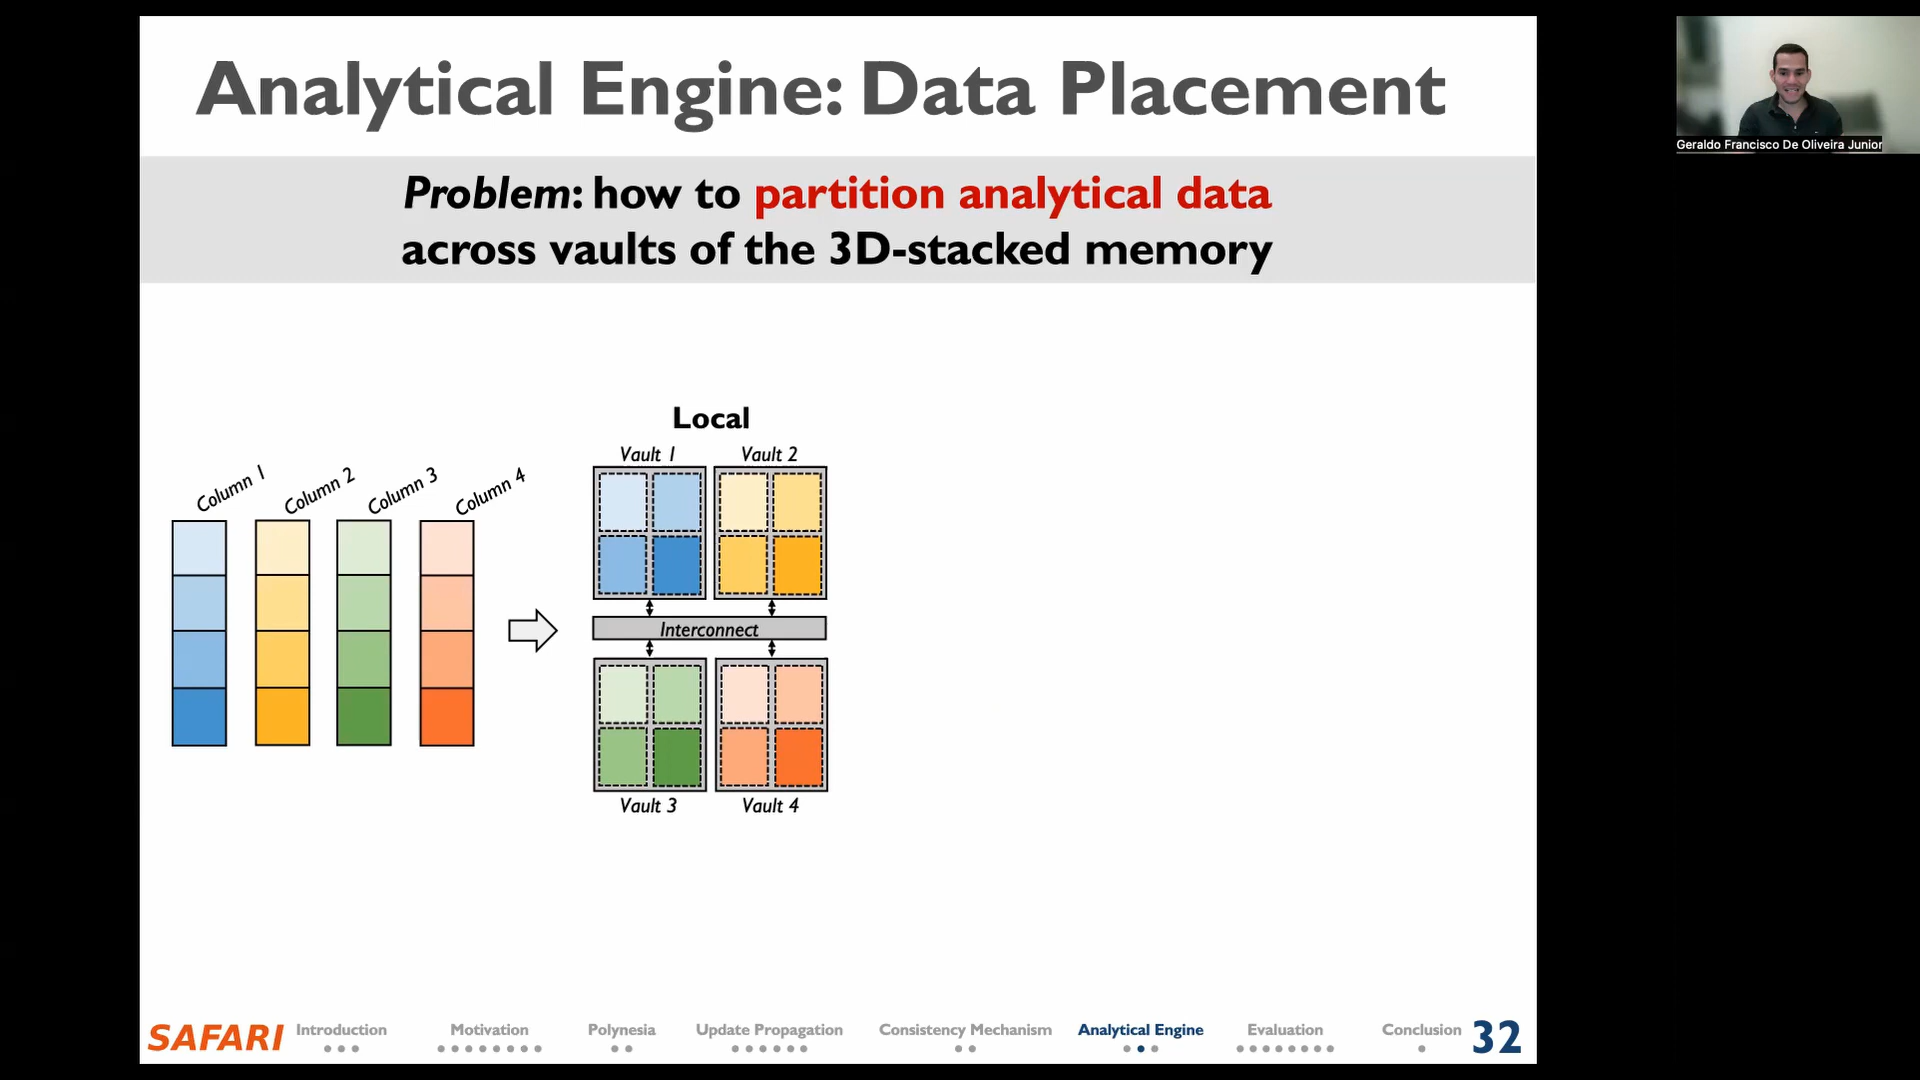 Analytical Engine: Data Placement
Geraldo Francisco De Oliveira Junior
Problem: how to partition analytical data
across vaults of the 3D-stacked memory
Local
Vault 1
Vault 2
Column 1
Column 2
Column 3
Column 4
Interconnect
Vault 3
Vault 4
SAFARI
Introduction
Motivation
Polynesia
Update Propagation
Consistency Mechanism
Analytical Engine
Evaluation
Conclusion
32